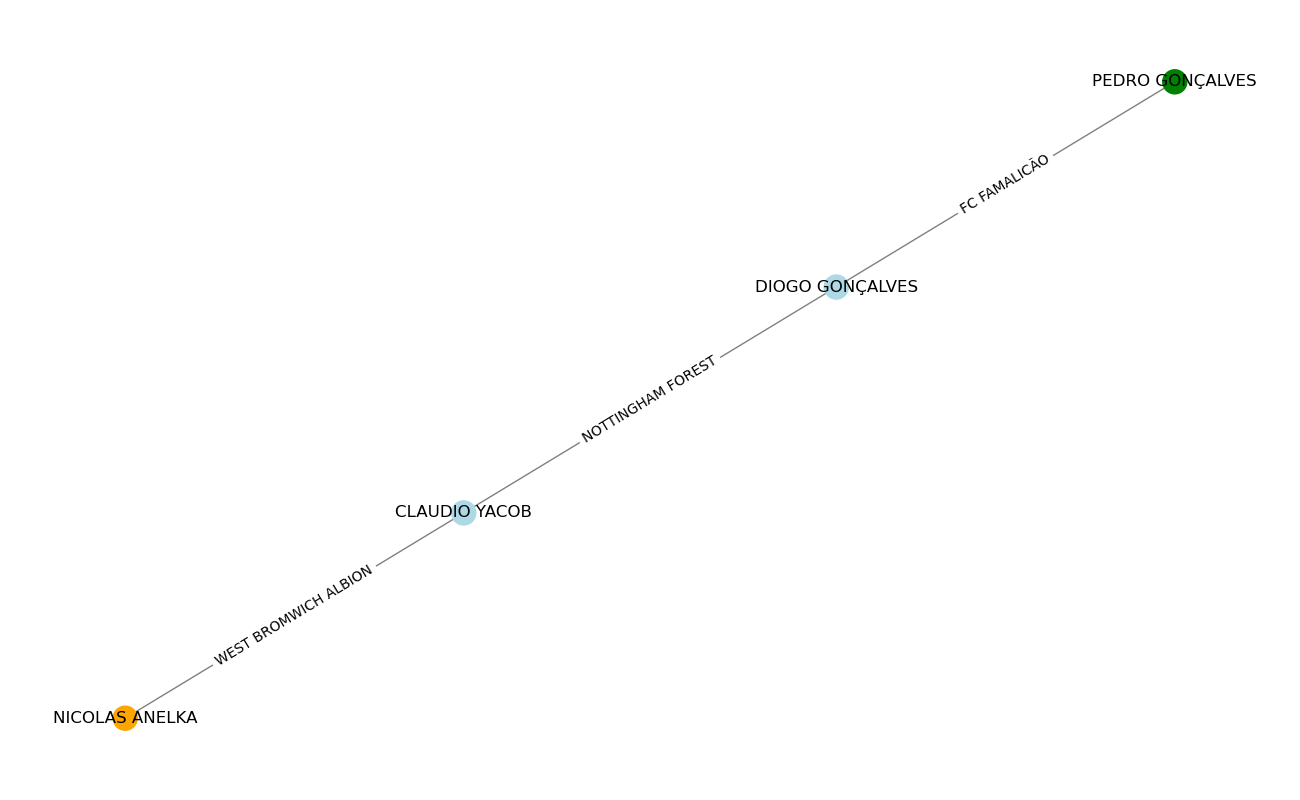 PEDRO GONÇALVES
FC FAMALICÃO
DIOGO GONÇALVES
NOTTINGHAM FOREST
CLAUDIO YACOB
WEST BROMWICH ALBION
NICOLAS ANELKA